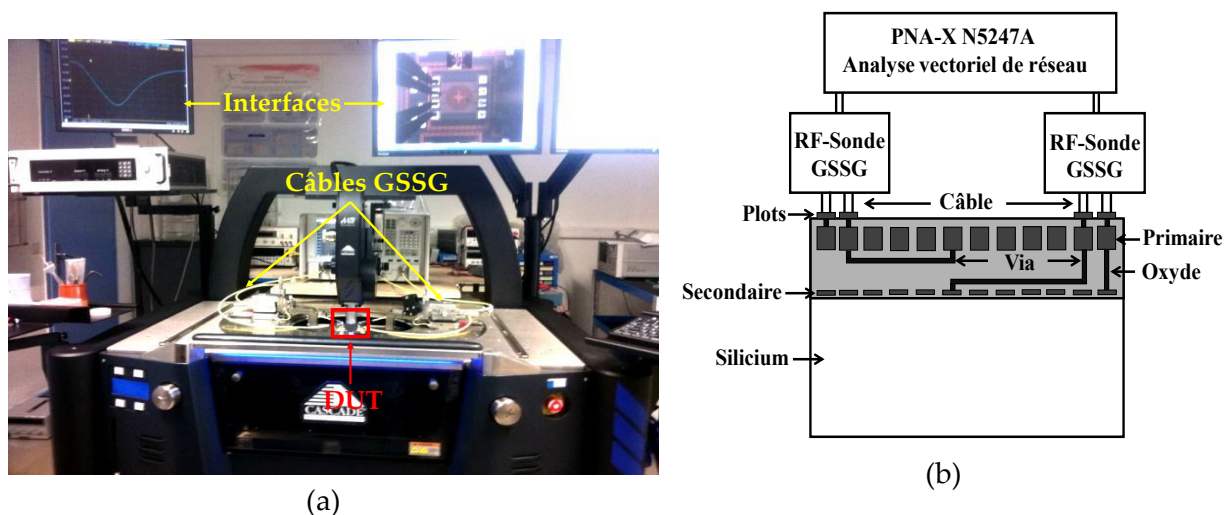 Interfaces
Câbles GSSG
DUT
CASCADE
(a)
PNA-X N5247A
Analyse vectoriel de réseau
RF-Sonde
GSSG
RF-Sonde
GSSG
Plots
Câble
Primaire
Via
Oxyde
Secondaire
Silicium
(b)